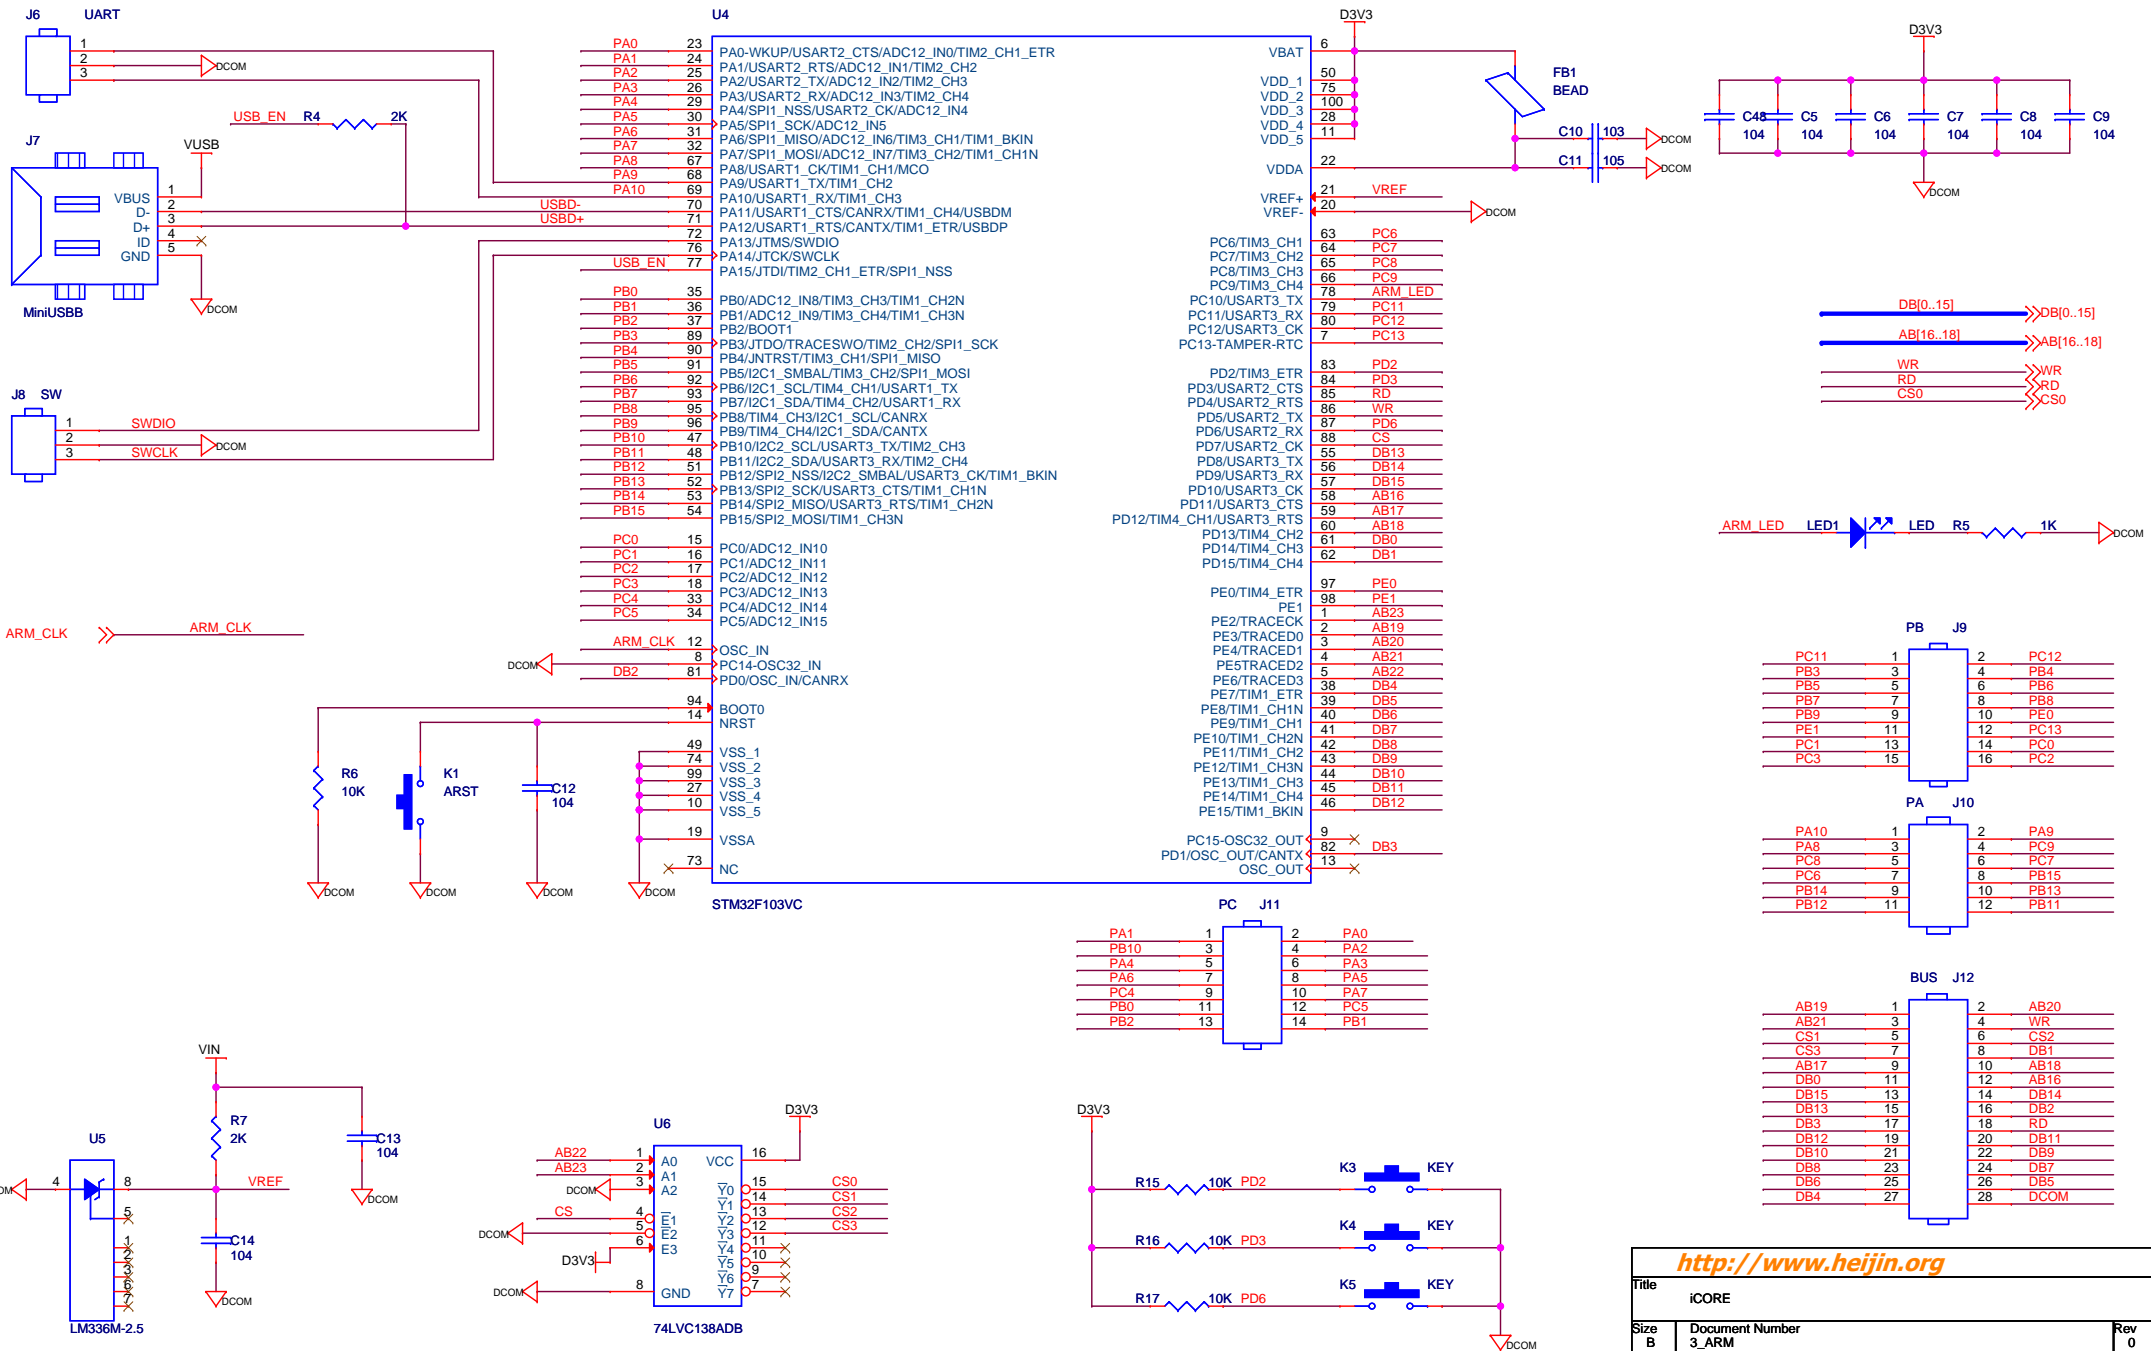 J6 UART
1
2
3
DCOM
USB_EN R4 2K
J7
VUSB
VBUS 1
D- 2
D+ 3
ID 4
GND 5
DCOM
MiniUSBB
USBD-
USBD+
J8 SW
1 SWDIO
2 DCOM
3 SWCLK
ARM_CLK ARM_CLK
U4
PA0 23 PA0-WKUP/USART2_CTS/ADC12_IN0/TIM2_CH1_ETR
PA1 24 PA1/USART2_RTS/ADC12_IN1/TIM2_CH2
PA2 25 PA2/USART2_TX/ADC12_IN2/TIM2_CH3
PA3 26 PA3/USART2_RX/ADC12_IN3/TIM2_CH4
PA4 29 PA4/SPI1_NSS/USART2_CK/ADC12_IN4
PA5 30 PA5/SPI1_SCK/ADC12_IN5
PA6 31 PA6/SPI1_MISO/ADC12_IN6/TIM3_CH1/TIM1_BKIN
PA7 32 PA7/SPI1_MOSI/ADC12_IN7/TIM3_CH2/TIM1_CH1N
PA8 67 PA8/USART1_CK/TIM1_CH1/MCO
PA9 68 PA9/USART1_TX/TIM1_CH2
PA10 69 PA10/USART1_RX/TIM1_CH3
70 PA11/USART1_CTS/CANRX/TIM1_CH4/USBDM
71 PA12/USART1_RTS/CANTX/TIM1_ETR/USBDP
72 PA13/JTMS/SWDIO
76 PA14/JTCK/SWCLK
USB_EN 77 PA15/JTDI/TIM2_CH1_ETR/SPI1_NSS
PB0 35 PB0/ADC12_IN8/TIM3_CH3/TIM1_CH2N
PB1 36 PB1/ADC12_IN9/TIM3_CH4/TIM1_CH3N
PB2 37 PB2/BOOT1
PB3 89 PB3/JTDO/TRACESWO/TIM2_CH2/SPI1_SCK
PB4 90 PB4/JNTRST/TIM3_CH1/SPI1_MISO
PB5 91 PB5/I2C1_SMBAL/TIM3_CH2/SPI1_MOSI
PB6 92 PB6/I2C1_SCL/TIM4_CH1/USART1_TX
PB7 93 PB7/I2C1_SDA/TIM4_CH2/USART1_RX
PB8 95 PB8/TIM4_CH3/I2C1_SCL/CANRX
PB9 96 PB9/TIM4_CH4/I2C1_SDA/CANTX
PB10 47 PB10/I2C2_SCL/USART3_TX/TIM2_CH3
PB11 48 PB11/I2C2_SDA/USART3_RX/TIM2_CH4
PB12 51 PB12/SPI2_NSS/I2C2_SMBAL/USART3_CK/TIM1_BKIN
PB13 52 PB13/SPI2_SCK/USART3_CTS/TIM1_CH1N
PB14 53 PB14/SPI2_MISO/USART3_RTS/TIM1_CH2N
PB15 54 PB15/SPI2_MOSI/TIM1_CH3N
PC0 15 PC0/ADC12_IN10
PC1 16 PC1/ADC12_IN11
PC2 17 PC2/ADC12_IN12
PC3 18 PC3/ADC12_IN13
PC4 33 PC4/ADC12_IN14
PC5 34 PC5/ADC12_IN15
ARM_CLK 12 OSC_IN
DCOM 8 PC14-OSC32_IN
DB2 81 PD0/OSC_IN/CANRX
94 BOOT0
14 NRST
49 VSS_1
74 VSS_2
99 VSS_3
27 VSS_4
10 VSS_5
19 VSSA
73 NC
R6 10K
K1 ARST
C12 104
DCOM DCOM DCOM DCOM
STM32F103VC
D3V3
VBAT 6
VDD_1 50
VDD_2 75
VDD_3 100
VDD_4 28
VDD_5 11
VDDA 22
VREF+ 21 VREF
VREF- 20 DCOM
PC6/TIM3_CH1 63 PC6
PC7/TIM3_CH2 64 PC7
PC8/TIM3_CH3 65 PC8
PC9/TIM3_CH4 66 PC9
PC10/USART3_TX 78 ARM_LED
PC11/USART3_RX 79 PC11
PC12/USART3_CK 80 PC12
PC13-TAMPER-RTC 7 PC13
PD2/TIM3_ETR 83 PD2
PD3/USART2_CTS 84 PD3
PD4/USART2_RTS 85 RD
PD5/USART2_TX 86 WR
PD6/USART2_RX 87 PD6
PD7/USART2_CK 88 CS
PD8/USART3_TX 55 DB13
PD9/USART3_RX 56 DB14
PD10/USART3_CK 57 DB15
PD11/USART3_CTS 58 AB16
PD12/TIM4_CH1/USART3_RTS 59 AB17
PD13/TIM4_CH2 60 AB18
PD14/TIM4_CH3 61 DB0
PD15/TIM4_CH4 62 DB1
PE0/TIM4_ETR 97 PE0
PE1 98 PE1
PE2/TRACECK 1 AB23
PE3/TRACED0 2 AB19
PE4/TRACED1 3 AB20
PE5TRACED2 4 AB21
PE6/TRACED3 5 AB22
PE7/TIM1_ETR 38 DB4
PE8/TIM1_CH1N 39 DB5
PE9/TIM1_CH1 40 DB6
PE10/TIM1_CH2N 41 DB7
PE11/TIM1_CH2 42 DB8
PE12/TIM1_CH3N 43 DB9
PE13/TIM1_CH3 44 DB10
PE14/TIM1_CH4 45 DB11
PE15/TIM1_BKIN 46 DB12
PC15-OSC32_OUT 9
PD1/OSC_OUT/CANTX 82 DB3
OSC_OUT 13
FB1
BEAD
C10 103 DCOM
C11 105 DCOM
D3V3
C48 C5 C6 C7 C8 C9
104 104 104 104 104 104
DCOM
DB[0..15] DB[0..15]
AB[16..18] AB[16..18]
WR WR
RD RD
CS0 CS0
ARM_LED LED1 LED R5 1K DCOM
PB J9
PC11 1 2 PC12
PB3 3 4 PB4
PB5 5 6 PB6
PB7 7 8 PB8
PB9 9 10 PE0
PE1 11 12 PC13
PC1 13 14 PC0
PC3 15 16 PC2
PA J10
PA10 1 2 PA9
PA8 3 4 PC9
PC8 5 6 PC7
PC6 7 8 PB15
PB14 9 10 PB13
PB12 11 12 PB11
PC J11
PA1 1 2 PA0
PB10 3 4 PA2
PA4 5 6 PA3
PA6 7 8 PA5
PC4 9 10 PA7
PB0 11 12 PC5
PB2 13 14 PB1
BUS J12
AB19 1 2 AB20
AB21 3 4 WR
CS1 5 6 CS2
CS3 7 8 DB1
AB17 9 10 AB18
DB0 11 12 AB16
DB15 13 14 DB14
DB13 15 16 DB2
DB3 17 18 RD
DB12 19 20 DB11
DB10 21 22 DB9
DB8 23 24 DB7
DB6 25 26 DB5
DB4 27 28 DCOM
VIN
R7 2K
C13 104
DCOM
U5
4 8 VREF
5
1
2
3
6
7
C14 104
DCOM
LM336M-2.5
U6
D3V3
AB22 1 A0 VCC 16
AB23 2 A1
DCOM 3 A2 Y0 15 CS0
Y1 14 CS1
CS 4 E1 Y2 13 CS2
DCOM 5 E2 Y3 12 CS3
D3V3 6 E3 Y4 11
Y5 10
Y6 9
DCOM 8 GND Y7 7
74LVC138ADB
D3V3
R15 10K PD2 K3 KEY
R16 10K PD3 K4 KEY
R17 10K PD6 K5 KEY
DCOM
http://www.heijin.org
Title
iCORE
Size Document Number Rev
B 3_ARM 0